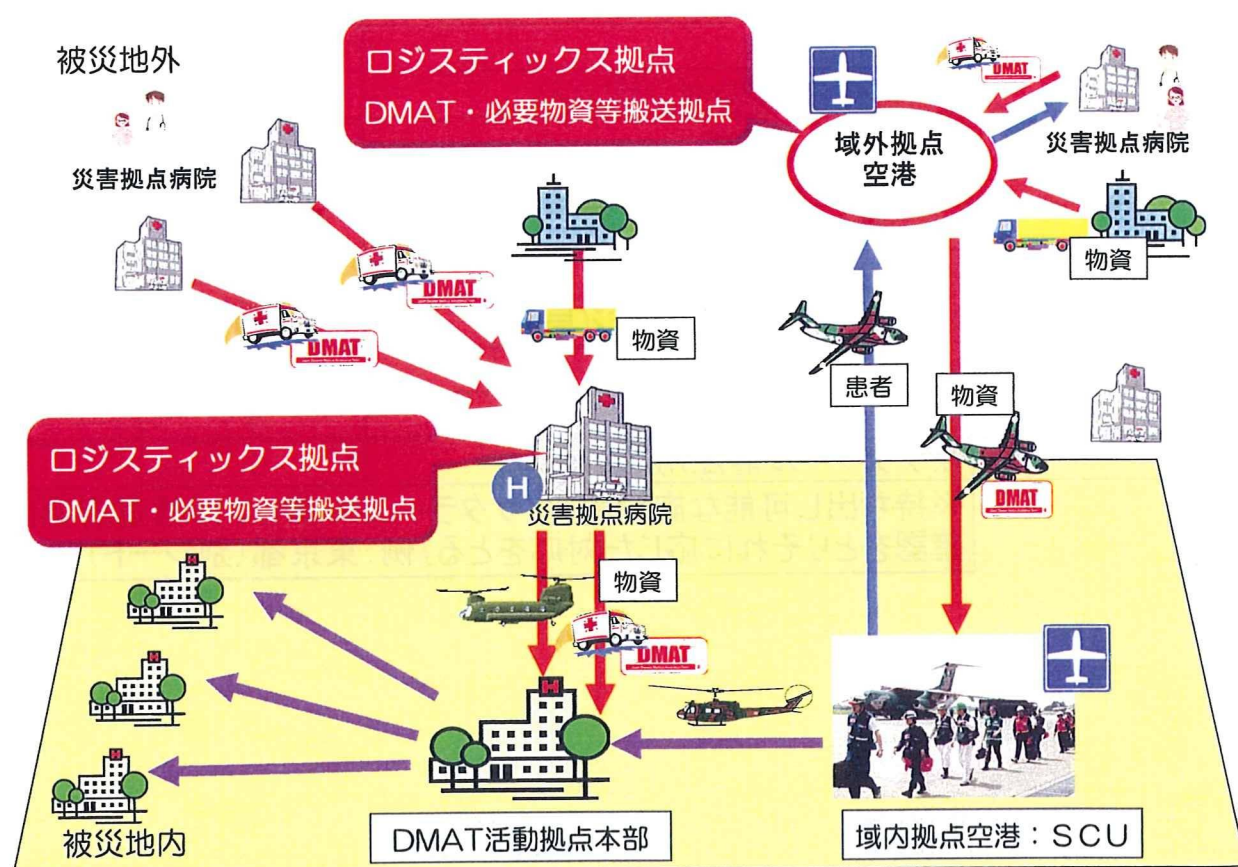 被災地外
災害拠点病院
ロジスティックス拠点
DMAT・必要物資等搬送拠点
域外拠点
空港
DMAT
災害拠点病院
物資
DMAT
DMAT
物資
患者
物資
DMAT
ロジスティックス拠点
DMAT・必要物資等搬送拠点
H
災害拠点病院
物資
DMAT
H
H
H
H
被災地内
DMAT活動拠点本部
域内拠点空港：SCU